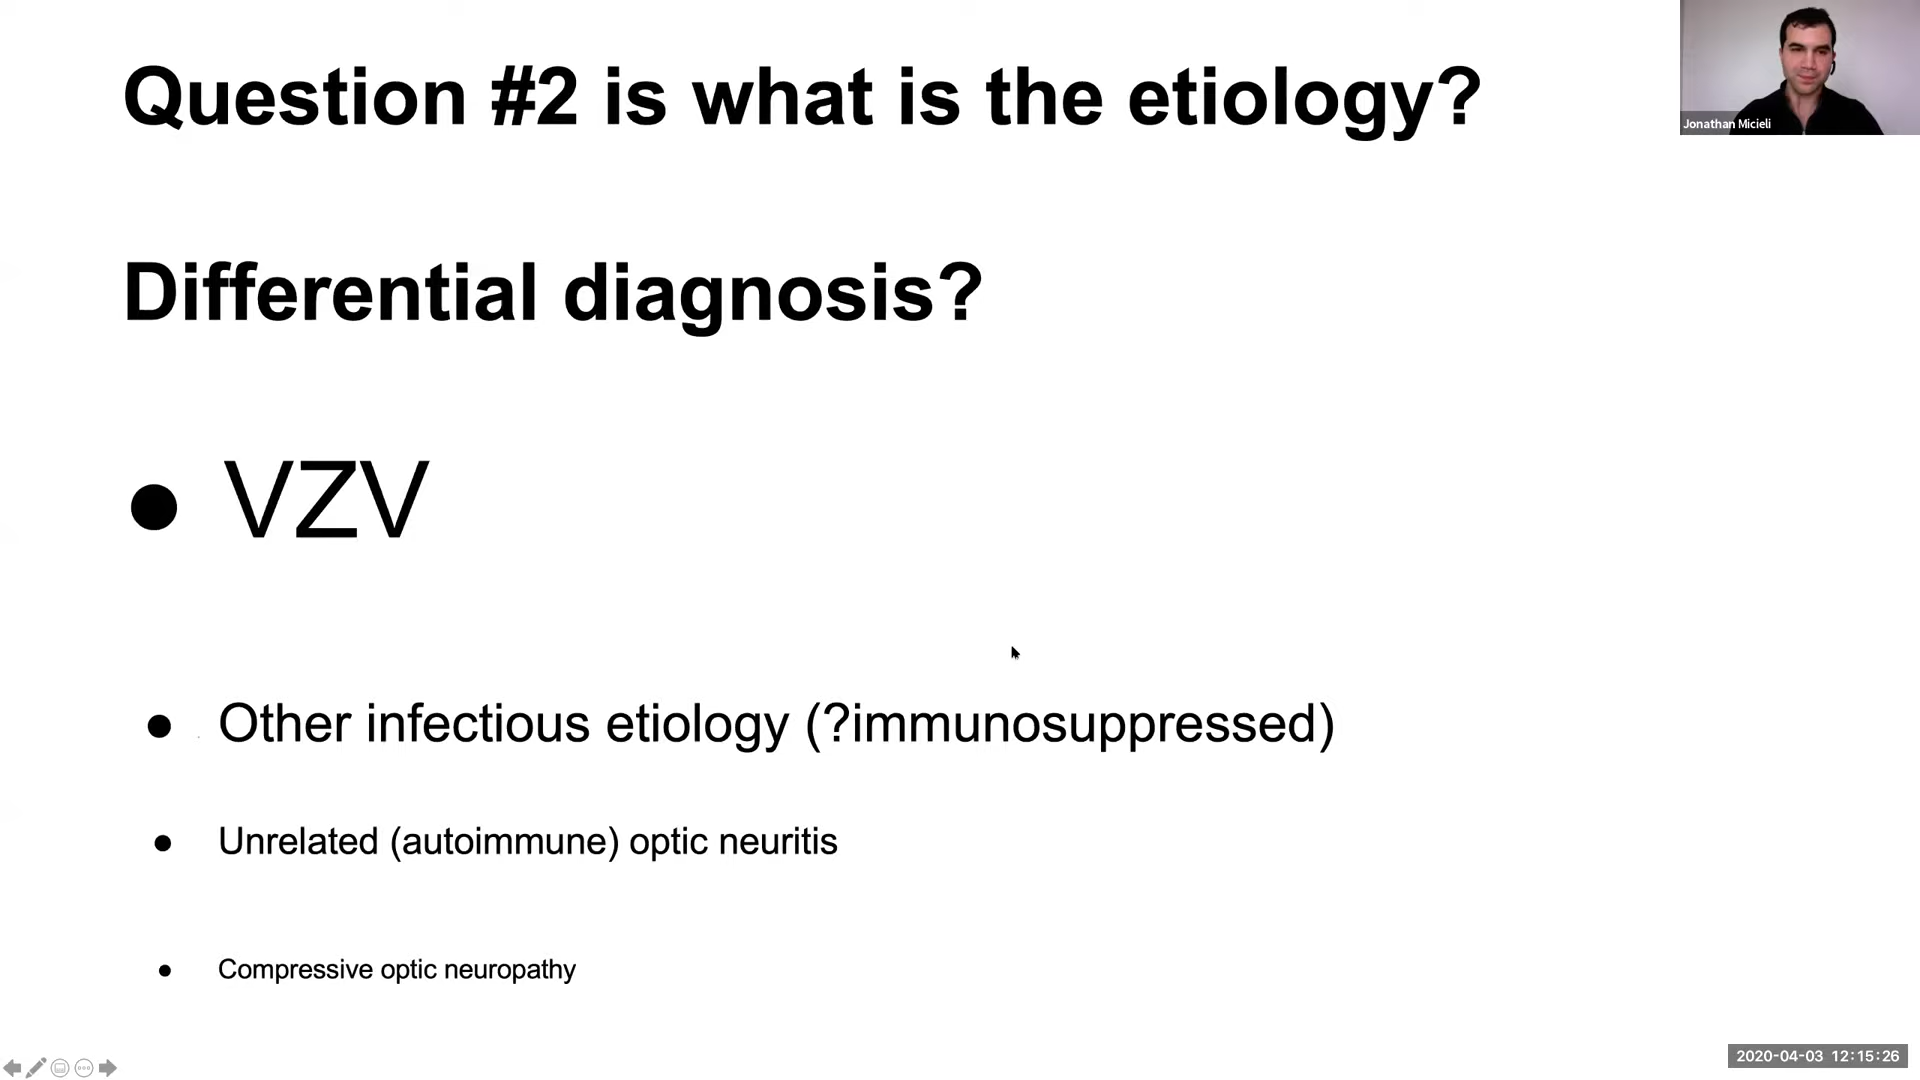 Question #2 is what is the etiology?
Jonathan Micieli
Differential diagnosis?
● VZV
● Other infectious etiology (?immunosuppressed)
● Unrelated (autoimmune) optic neuritis
● Compressive optic neuropathy
2020-04-03 12:15:26